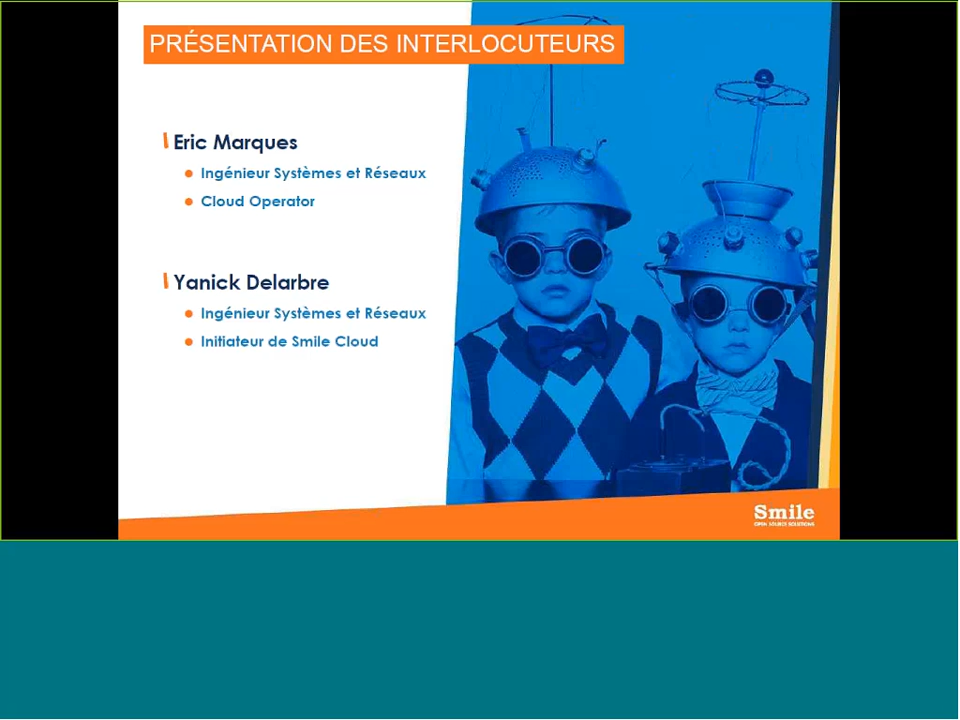 PRÉSENTATION DES INTERLOCUTEURS
Eric Marques
Ingénieur Systèmes et Réseaux
Cloud Operator
Yanick Delarbre
Ingénieur Systèmes et Réseaux
Initiateur de Smile Cloud
Smile
OPEN SOURCE SOLUTIONS